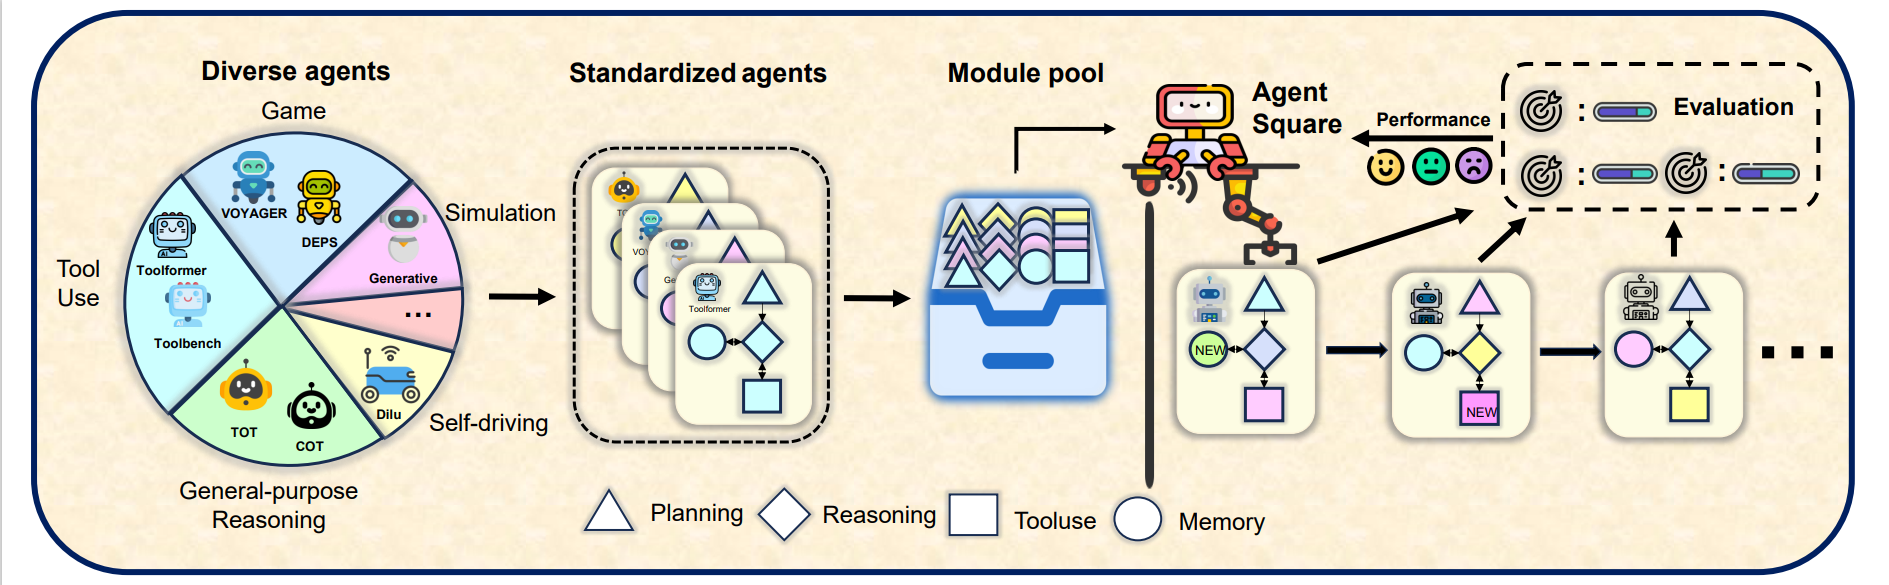 Diverse agents
Game
VOYAGER
DEPS
Simulation
Generative
...
Tool
Use
Toolformer
Toolbench
TOT
COT
Dilu
Self-driving
General-purpose
Reasoning
Standardized agents
Toolformer
Module pool
Agent
Square
Performance
Evaluation
:
:
:
NEW
NEW
Planning
Reasoning
Tooluse
Memory